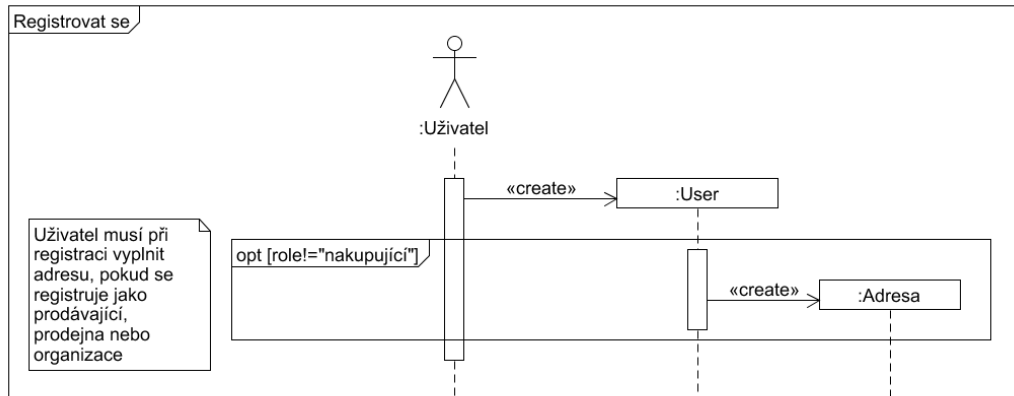 Registrovat se
:Uživatel
«create»
:User
Uživatel musí při
registraci vyplnit
adresu, pokud se
registruje jako
prodávající,
prodejna nebo
organizace
opt [role!="nakupující"]
«create»
:Adresa